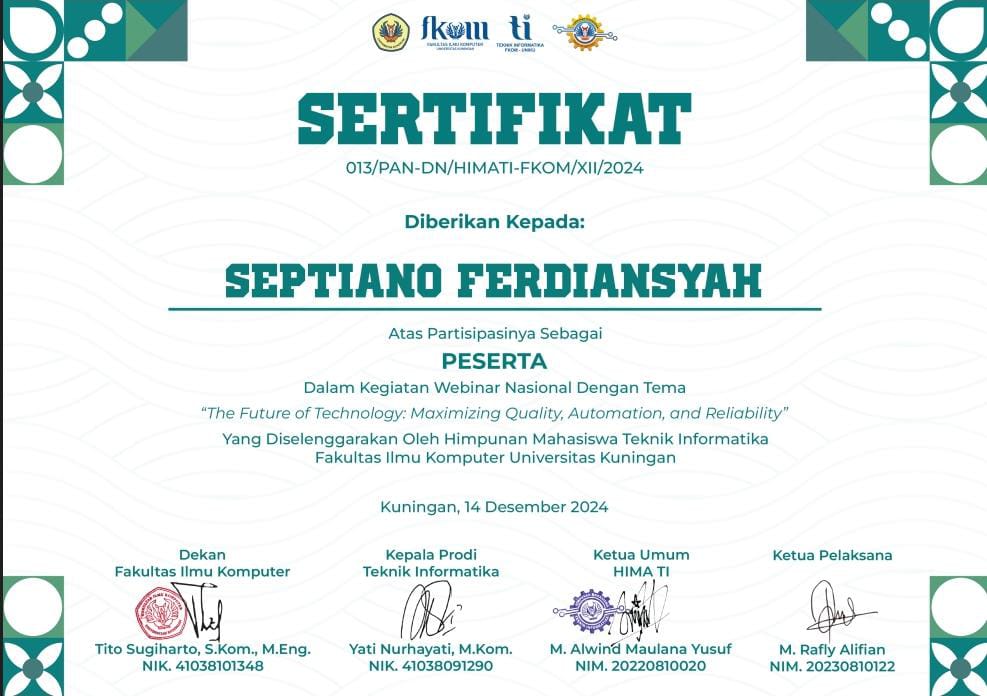 fkom
FAKULTAS ILMU KOMPUTER
UNIVERSITAS KUNINGAN
ti
TEKNIK INFORMATIKA
FKOM - UNIKU
SERTIFIKAT
013/PAN-DN/HIMATI-FKOM/XII/2024
Diberikan Kepada:
SEPTIANO FERDIANSYAH
Atas Partisipasinya Sebagai
PESERTA
Dalam Kegiatan Webinar Nasional Dengan Tema
“The Future of Technology: Maximizing Quality, Automation, and Reliability”
Yang Diselenggarakan Oleh Himpunan Mahasiswa Teknik Informatika
Fakultas Ilmu Komputer Universitas Kuningan
Kuningan, 14 Desember 2024
Dekan
Fakultas Ilmu Komputer
Tito Sugiharto, S.Kom., M.Eng.
NIK. 41038101348
Kepala Prodi
Teknik Informatika
Yati Nurhayati, M.Kom.
NIK. 41038091290
Ketua Umum
HIMA TI
M. Alwind Maulana Yusuf
NIM. 20220810020
Ketua Pelaksana
M. Rafly Alifian
NIM. 20230810122